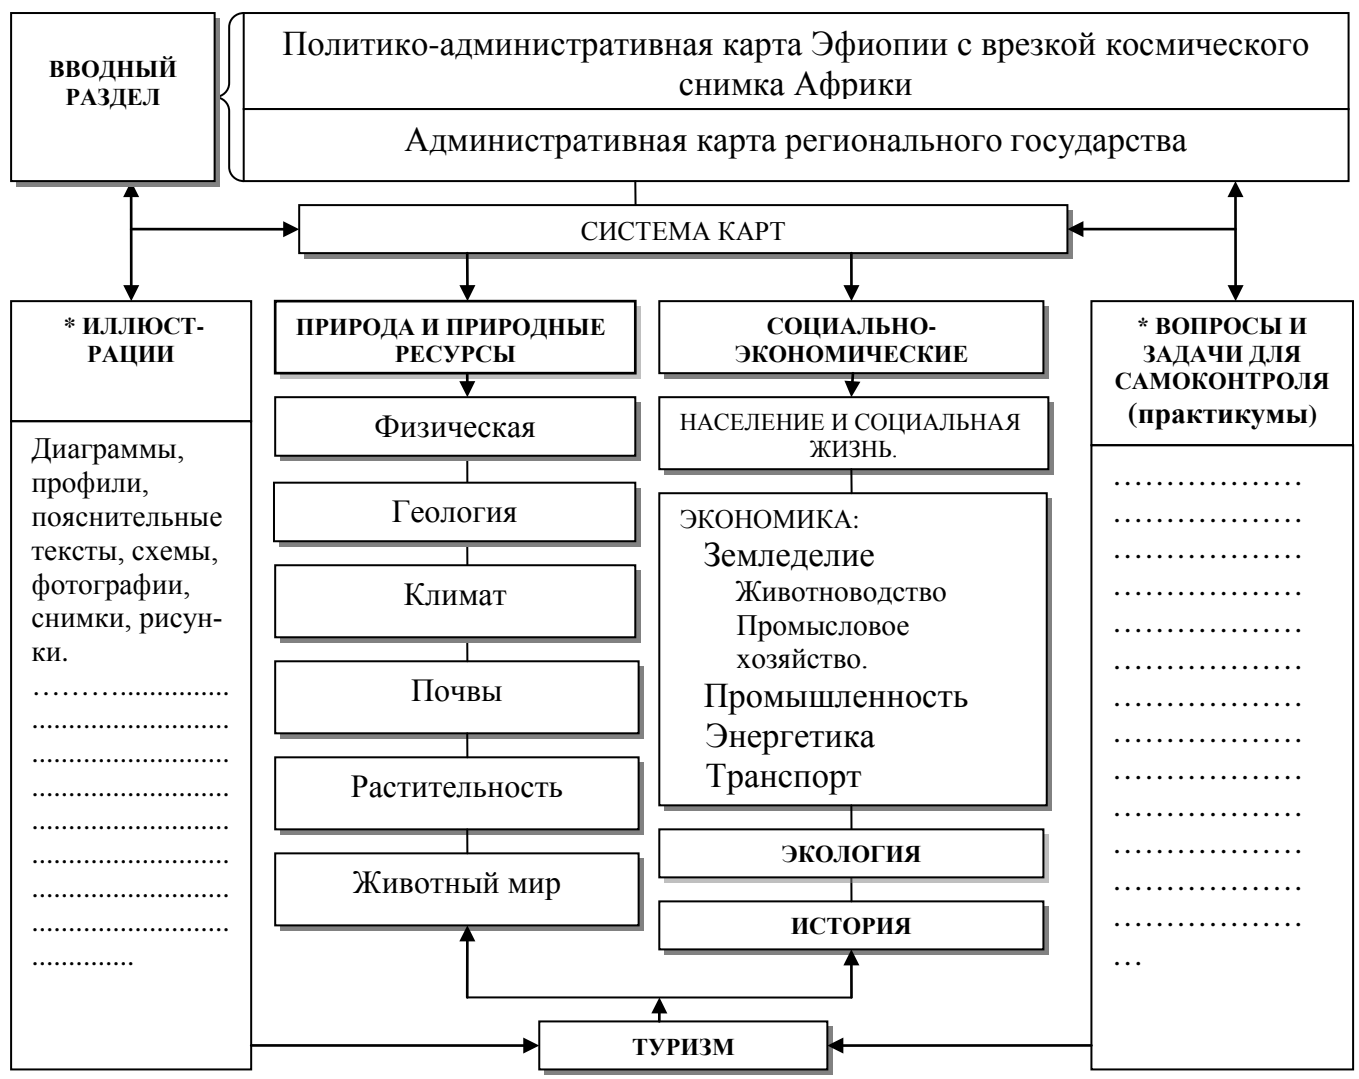 ВВОДНЫЙ
РАЗДЕЛ
Политико-административная карта Эфиопии с врезкой космического
снимка Африки
Административная карта регионального государства
СИСТЕМА КАРТ
* ИЛЛЮСТ-
РАЦИИ
Диаграммы,
профили,
пояснительные
тексты, схемы,
фотографии,
снимки, рисун-
ки.
………...............
...........................
...........................
...........................
...........................
...........................
...........................
...........................
..............
ПРИРОДА И ПРИРОДНЫЕ
РЕСУРСЫ
Физическая
Геология
Климат
Почвы
Растительность
Животный мир
СОЦИАЛЬНО-
ЭКОНОМИЧЕСКИЕ
НАСЕЛЕНИЕ И СОЦИАЛЬНАЯ
ЖИЗНЬ.
ЭКОНОМИКА:
Земледелие
Животноводство
Промысловое
хозяйство.
Промышленность
Энергетика
Транспорт
ЭКОЛОГИЯ
ИСТОРИЯ
* ВОПРОСЫ И
ЗАДАЧИ ДЛЯ
САМОКОНТРОЛЯ
(практикумы)
………………
………………
………………
………………
………………
………………
………………
………………
………………
………………
………………
………………
………………
…
ТУРИЗМ